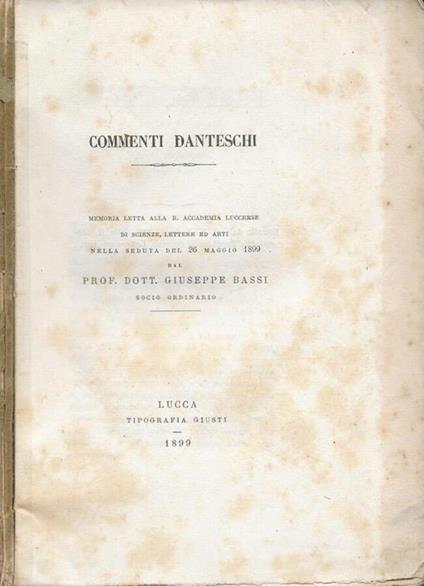 COMMENTI DANTESCHI
MEMORIA LETTA ALLA R. ACCADEMIA LUCCHESE
DI SCIENZE, LETTERE ED ARTI
NELLA SEDUTA DEL 26 MAGGIO 1899
DAL
PROF. DOTT. GIUSEPPE BASSI
SOCIO ORDINARIO
LUCCA
TIPOGRAFIA GIUSTI
1899